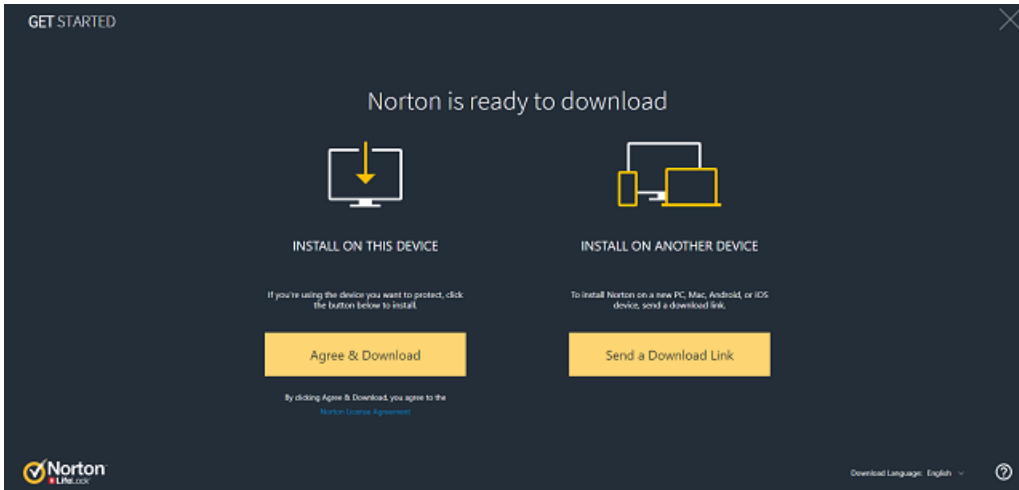 GET STARTED
Norton is ready to download
INSTALL ON THIS DEVICE
If you're using the device you want to protect, click
the button below to install.
Agree & Download
By clicking Agree & Download, you agree to the
Norton License Agreement
INSTALL ON ANOTHER DEVICE
To install Norton on a new PC, Mac, Android, or iOS
device, send a download link.
Send a Download Link
Norton
LifeLock
Download Language: English
?